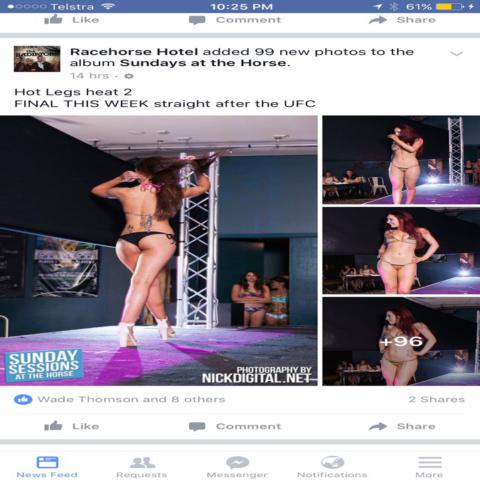 Telstra 10:25 PM 61%
Like Comment Share
Racehorse Hotel added 99 new photos to the
album Sundays at the Horse.
14 hrs
Hot Legs heat 2
FINAL THIS WEEK straight after the UFC
SUNDAY
SESSIONS
AT THE HORSE
PHOTOGRAPHY BY
NICKDIGITAL.NET
+96
Wade Thomson and 8 others 2 Shares
Like Comment Share
News Feed Requests Messenger Notifications More